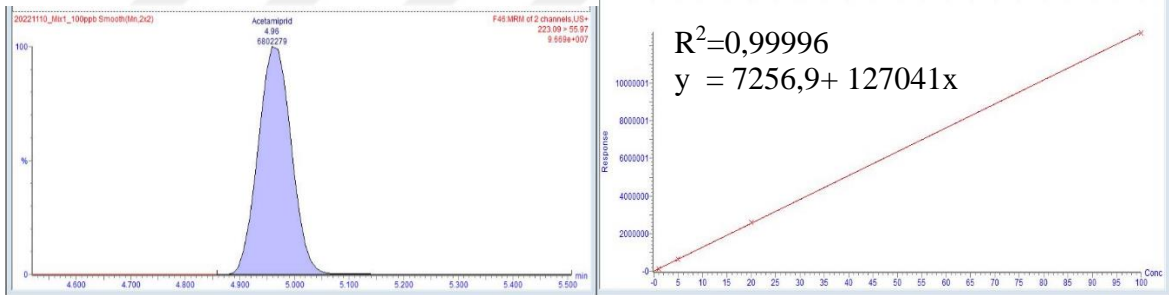 20221110_Mix1_100ppb Smooth(Mn,2x2)
F46:MRM of 2 channels,US+
223.09 > 55.97
9.569e+007
Acetamiprid
4.96
6802279
100
%
0
4.600 4.700 4.800 4.900 5.000 5.100 5.200 5.300 5.400 5.500
min
R²=0,99996
y = 7256,9+ 127041x
Response
10000001
8000001
6000001
4000000
2000000
-0
-0 5 10 15 20 25 30 35 40 45 50 55 60 65 70 75 80 85 90 95 100
Conc